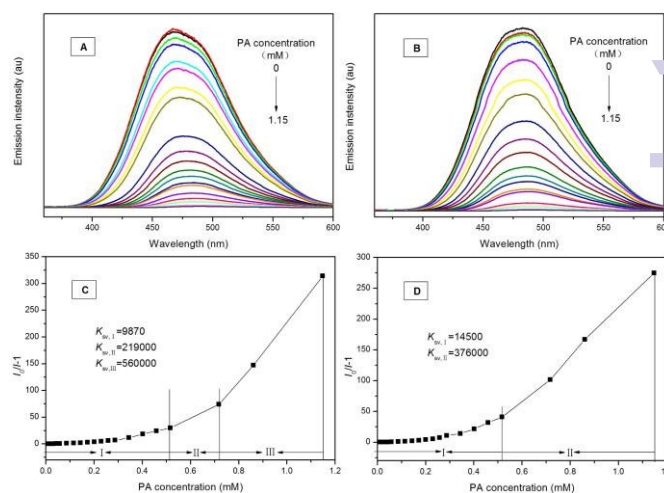 A
PA concentration
(mM)
0
1.15
Emission instensity (au)
400 450 500 550 600
Wavelength (nm)
B
PA concentration
(mM)
0
1.15
Emission instensity (au)
400 450 500 550 600
Wavelength (nm)
C
Ksv, I=9870
Ksv,II=219000
Ksv,III=560000
I0/I-1
350
300
250
200
150
100
50
0
I II III
0.0 0.2 0.4 0.6 0.8 1.0 1.2
PA concentration (mM)
D
Ksv, I=14500
Ksv,II=376000
I0/I-1
300
250
200
150
100
50
0
I II
0.0 0.2 0.4 0.6 0.8 1.0 1.2
PA concentration (mM)